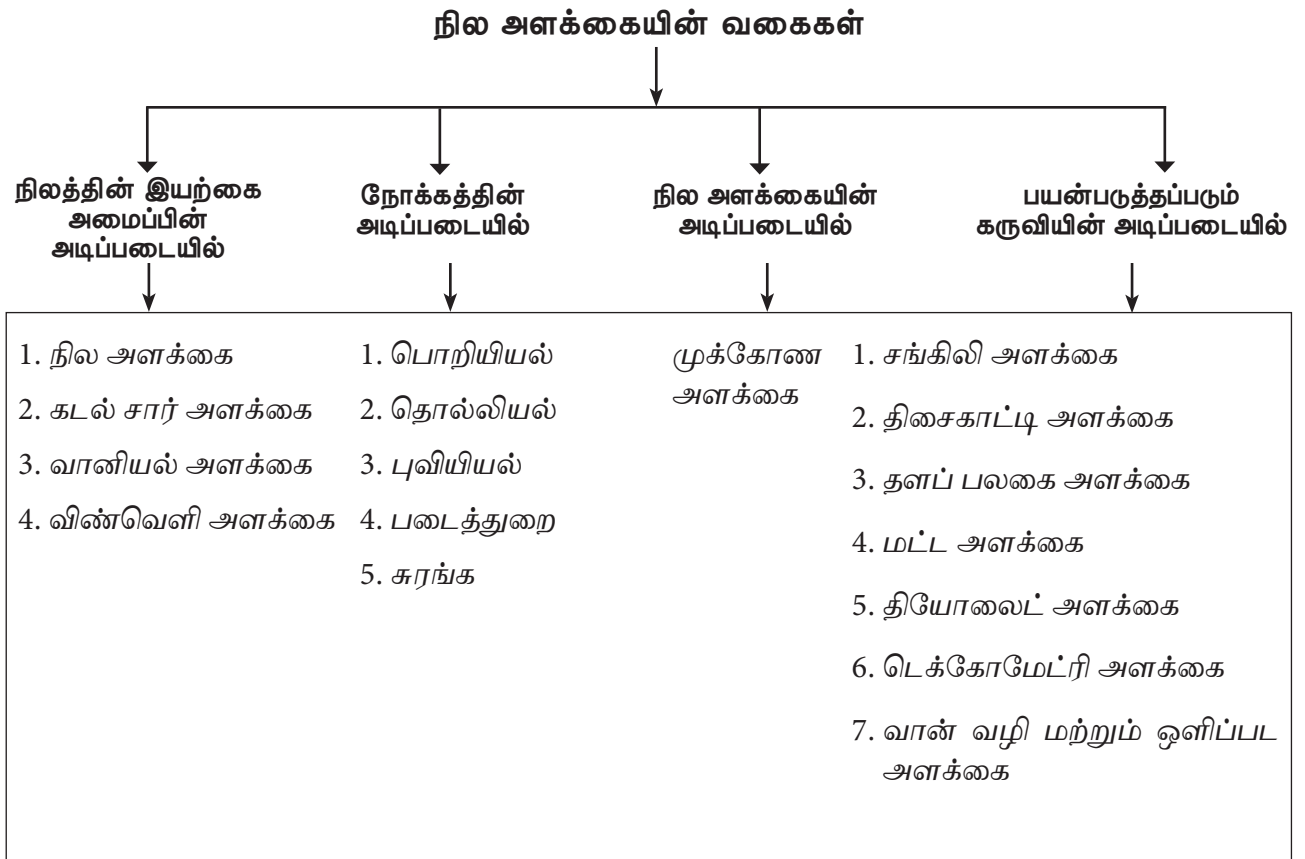 நில அளக்கையின் வகைகள்
நிலத்தின் இயற்கை
அமைப்பின்
அடிப்படையில்
நோக்கத்தின்
அடிப்படையில்
நில அளக்கையின்
அடிப்படையில்
பயன்படுத்தப்படும்
கருவியின் அடிப்படையில்
1. நில அளக்கை
2. கடல் சார் அளக்கை
3. வானியல் அளக்கை
4. விண்வெளி அளக்கை
1. பொறியியல்
2. தொல்லியல்
3. புவியியல்
4. படைத்துறை
5. சுரங்க
முக்கோண
அளக்கை
1. சங்கிலி அளக்கை
2. திசைகாட்டி அளக்கை
3. தளப் பலகை அளக்கை
4. மட்ட அளக்கை
5. தியோலைட் அளக்கை
6. டெக்கோமேட்ரி அளக்கை
7. வான் வழி மற்றும் ஒளிப்பட
அளக்கை